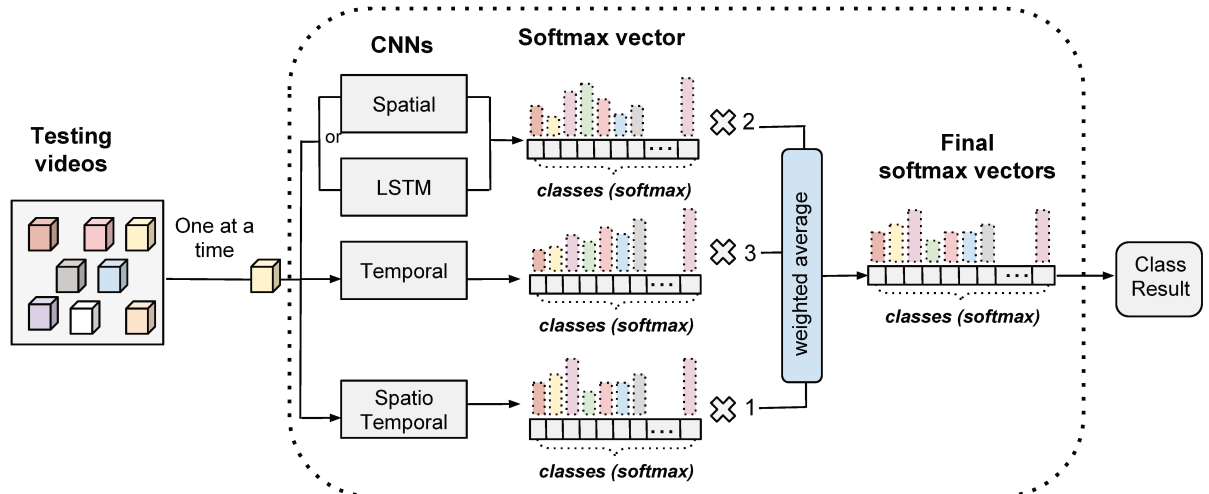 Testing
videos
One at a
time
CNNs
Spatial
or
LSTM
Temporal
Spatio
Temporal
Softmax vector
...
classes (softmax)
2
...
classes (softmax)
3
...
classes (softmax)
1
weighted average
Final
softmax vectors
...
classes (softmax)
Class
Result